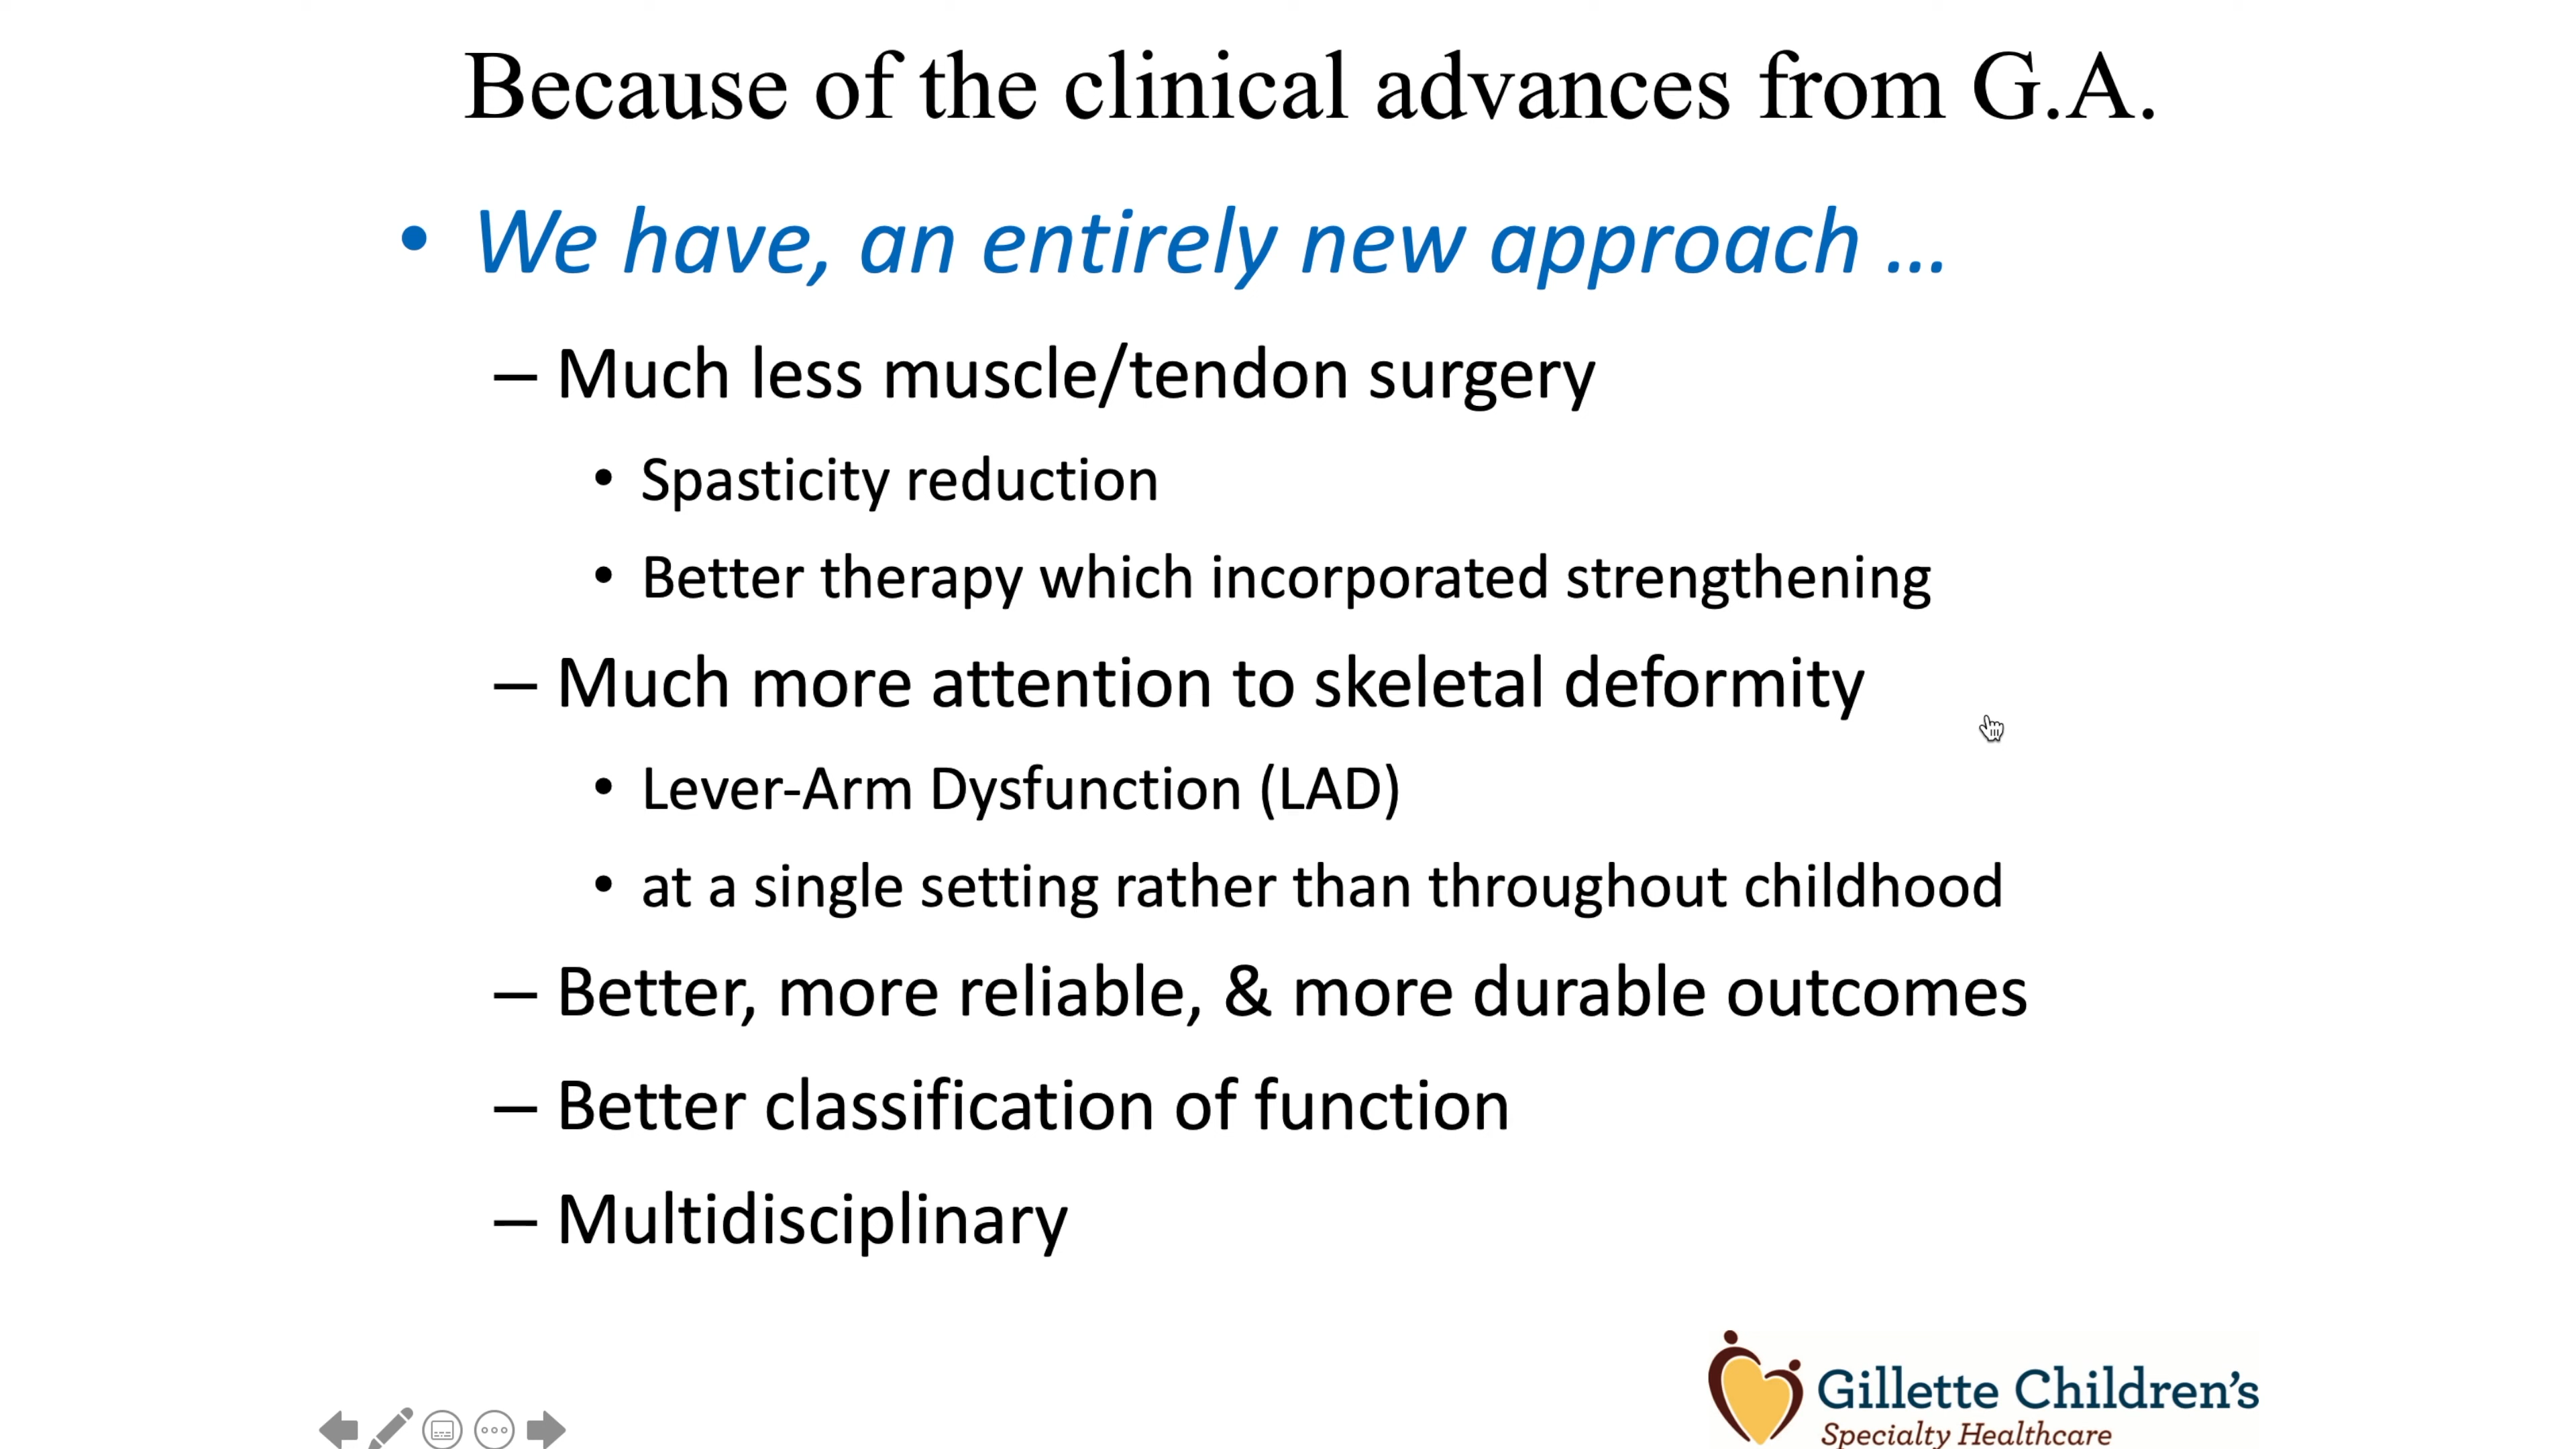 Because of the clinical advances from G.A.
• We have, an entirely new approach ...
– Much less muscle/tendon surgery
• Spasticity reduction
• Better therapy which incorporated strengthening
– Much more attention to skeletal deformity
• Lever-Arm Dysfunction (LAD)
• at a single setting rather than throughout childhood
– Better, more reliable, & more durable outcomes
– Better classification of function
– Multidisciplinary
Gillette Children's
Specialty Healthcare